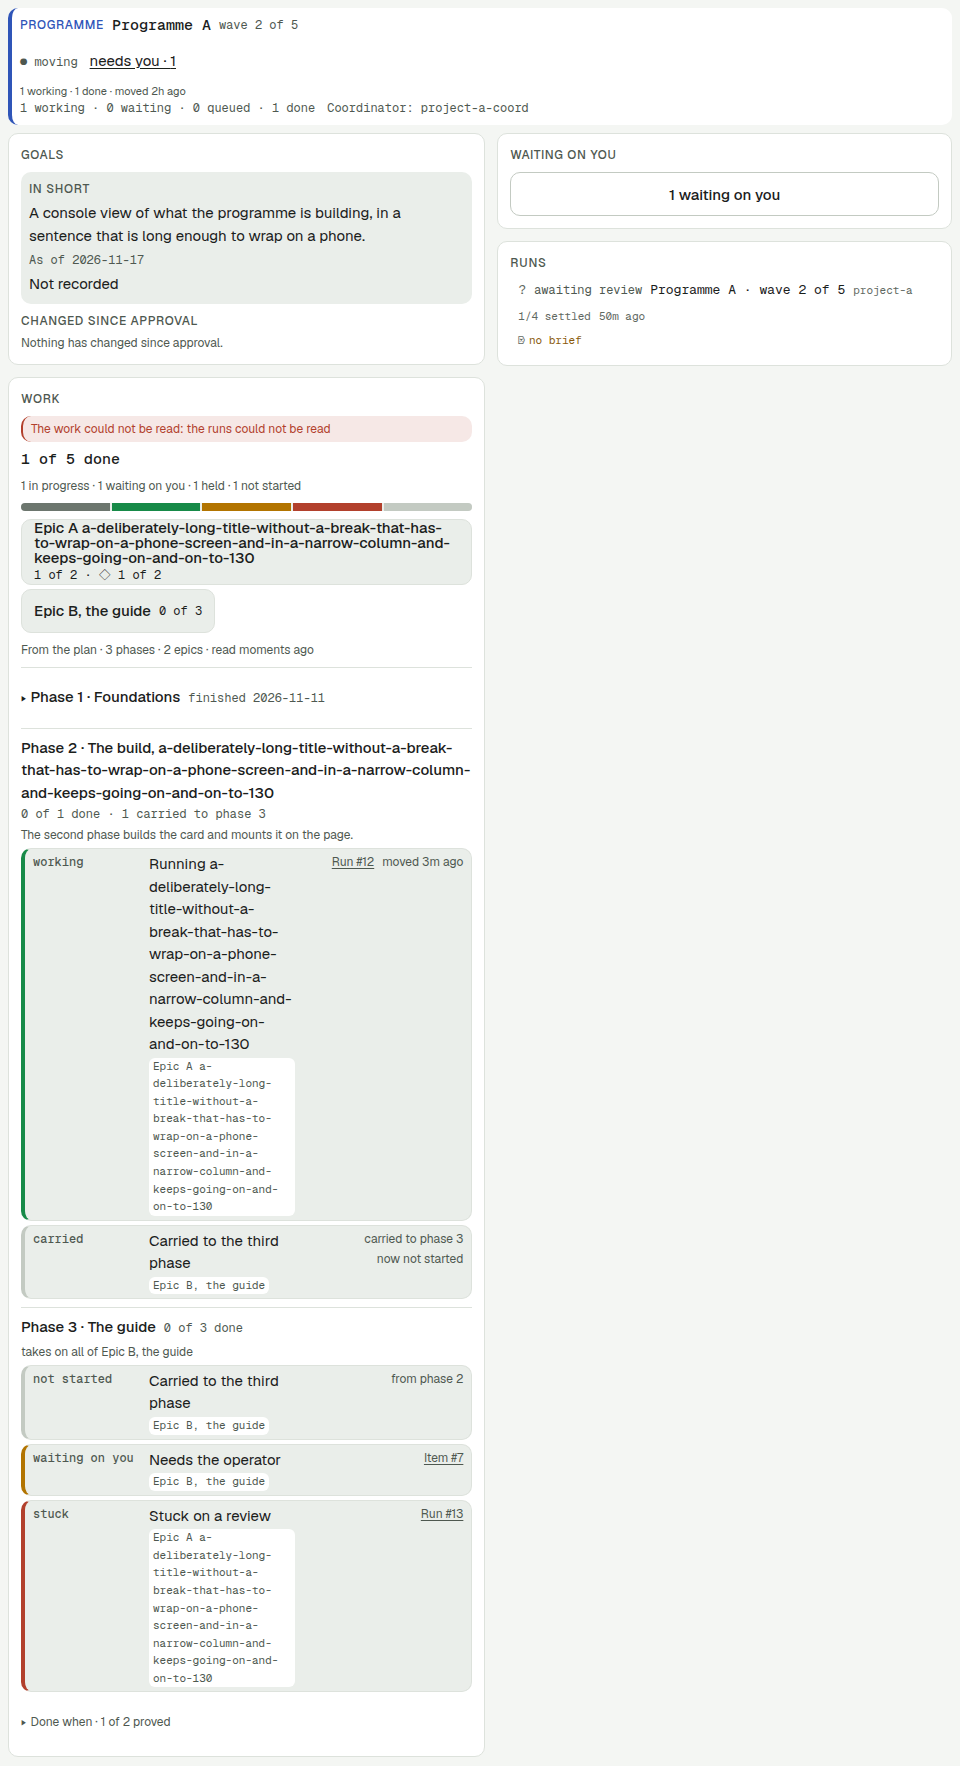 PROGRAMME Programme A wave 2 of 5
● moving needs you · 1
1 working · 1 done · moved 2h ago
1 working · 0 waiting · 0 queued · 1 done Coordinator: project-a-coord
GOALS
IN SHORT
A console view of what the programme is building, in a
sentence that is long enough to wrap on a phone.
As of 2026-11-17
Not recorded
CHANGED SINCE APPROVAL
Nothing has changed since approval.
WAITING ON YOU
1 waiting on you
RUNS
? awaiting review Programme A · wave 2 of 5 project-a
1/4 settled 50m ago
no brief
WORK
The work could not be read: the runs could not be read
1 of 5 done
1 in progress · 1 waiting on you · 1 held · 1 not started
Epic A a-deliberately-long-title-without-a-break-that-has-
to-wrap-on-a-phone-screen-and-in-a-narrow-column-and-
keeps-going-on-and-on-to-130
1 of 2 · ◇ 1 of 2
Epic B, the guide 0 of 3
From the plan · 3 phases · 2 epics · read moments ago
▸ Phase 1 · Foundations finished 2026-11-11
Phase 2 · The build, a-deliberately-long-title-without-a-break-
that-has-to-wrap-on-a-phone-screen-and-in-a-narrow-column-
and-keeps-going-on-and-on-to-130
0 of 1 done · 1 carried to phase 3
The second phase builds the card and mounts it on the page.
working Running a- Run #12 moved 3m ago
deliberately-long-
title-without-a-
break-that-has-to-
wrap-on-a-phone-
screen-and-in-a-
narrow-column-and-
keeps-going-on-
and-on-to-130
Epic A a-
deliberately-long-
title-without-a-
break-that-has-to-
wrap-on-a-phone-
screen-and-in-a-
narrow-column-and-
keeps-going-on-and-
on-to-130
carried Carried to the third carried to phase 3
phase now not started
Epic B, the guide
Phase 3 · The guide 0 of 3 done
takes on all of Epic B, the guide
not started Carried to the third from phase 2
phase
Epic B, the guide
waiting on you Needs the operator Item #7
Epic B, the guide
stuck Stuck on a review Run #13
Epic A a-
deliberately-long-
title-without-a-
break-that-has-to-
wrap-on-a-phone-
screen-and-in-a-
narrow-column-and-
keeps-going-on-and-
on-to-130
▸ Done when · 1 of 2 proved